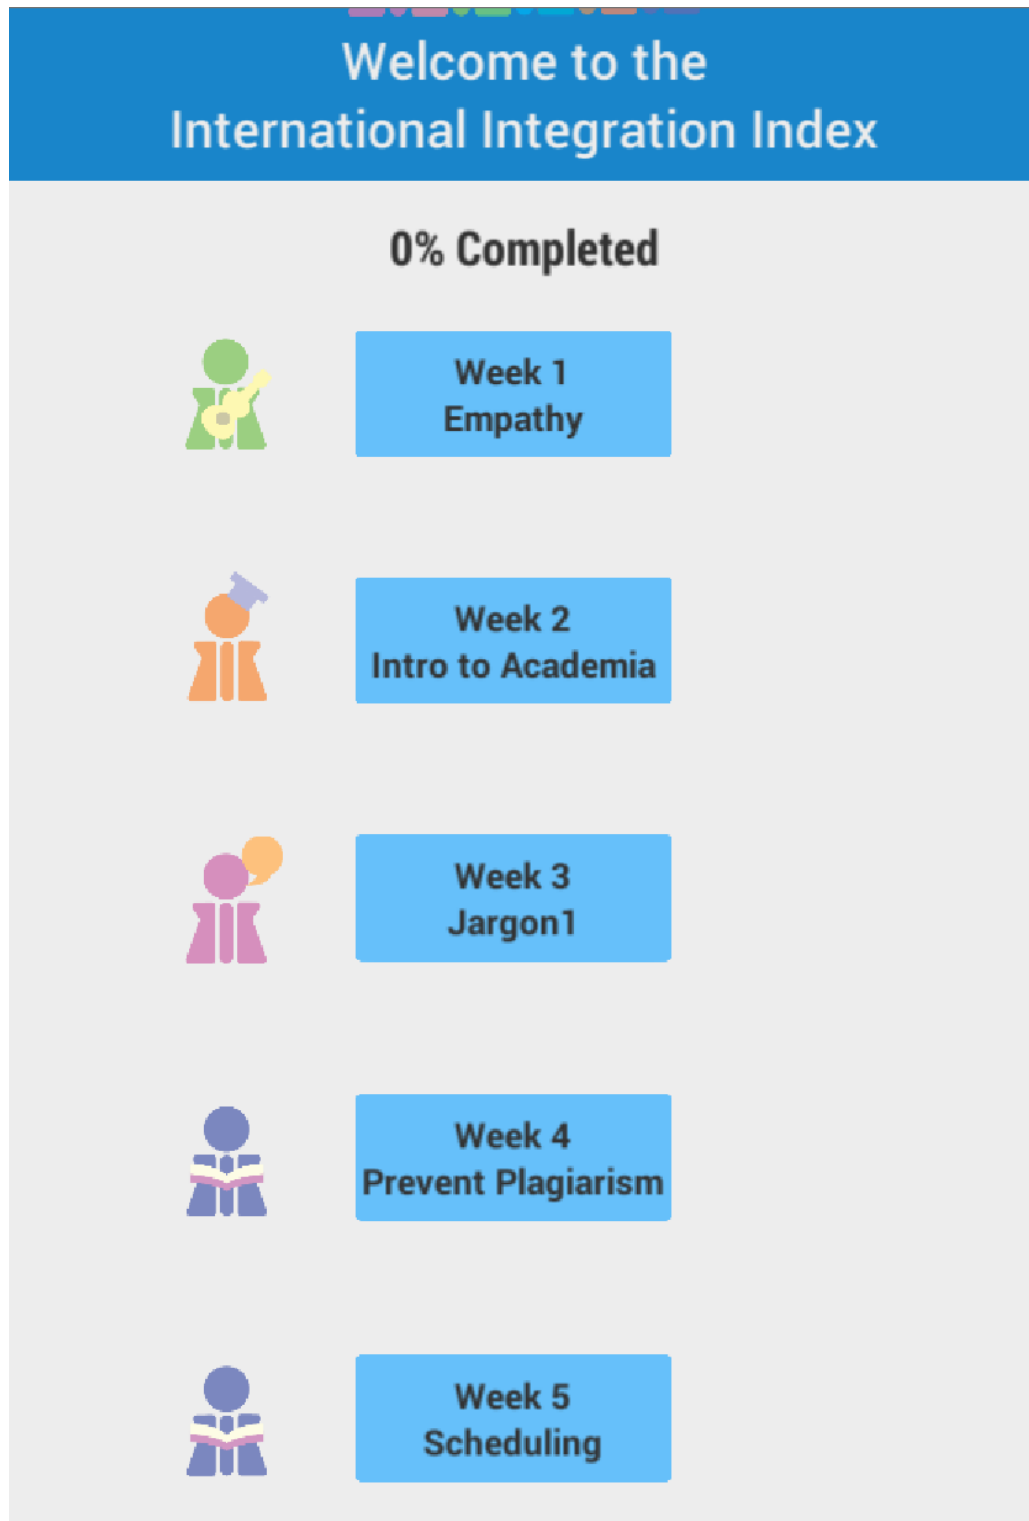 Welcome to the
International Integration Index
0% Completed
Week 1
Empathy
Week 2
Intro to Academia
Week 3
Jargon1
Week 4
Prevent Plagiarism
Week 5
Scheduling